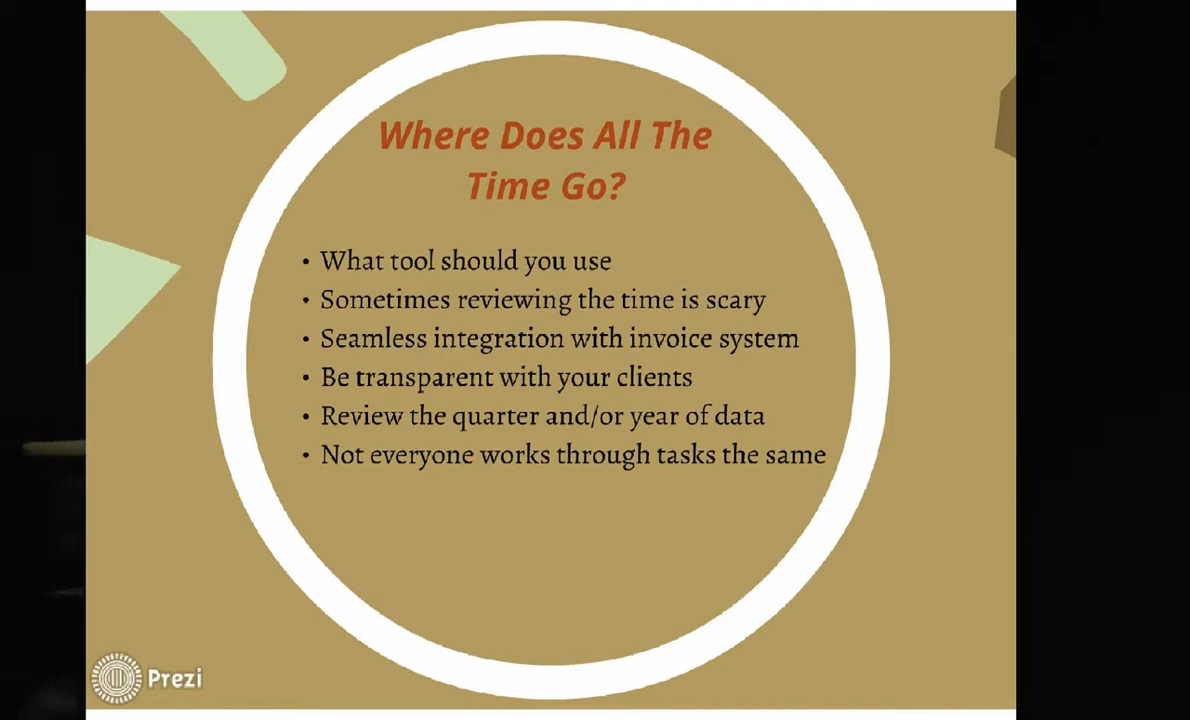 Where Does All The
Time Go?
• What tool should you use
• Sometimes reviewing the time is scary
• Seamless integration with invoice system
• Be transparent with your clients
• Review the quarter and/or year of data
• Not everyone works through tasks the same
Prezi